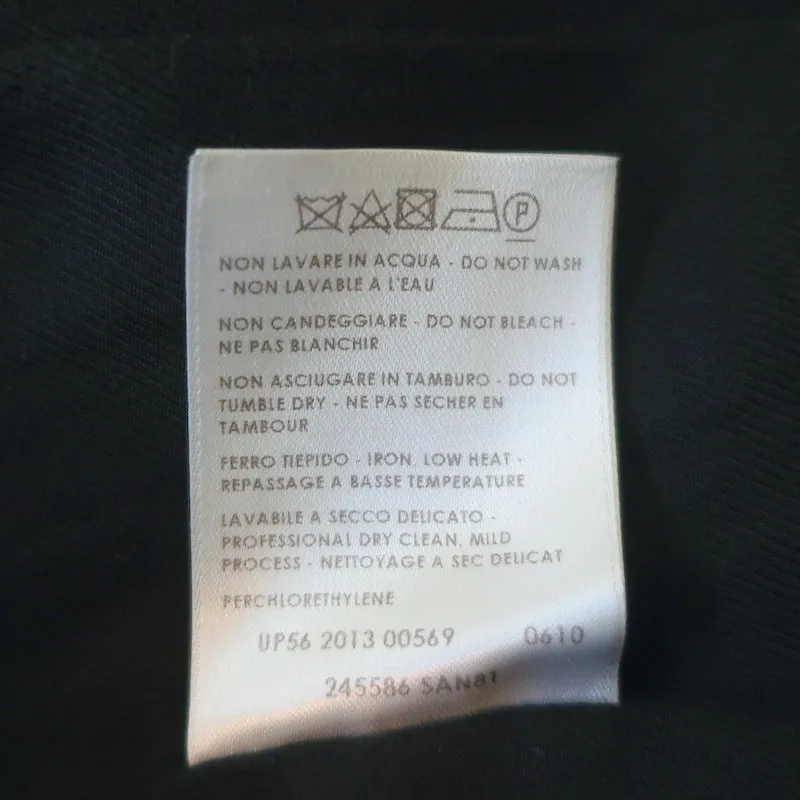 P
NON LAVARE IN ACQUA - DO NOT WASH
- NON LAVABLE A L'EAU
NON CANDEGGIARE - DO NOT BLEACH -
NE PAS BLANCHIR
NON ASCIUGARE IN TAMBURO - DO NOT
TUMBLE DRY - NE PAS SECHER EN
TAMBOUR
FERRO TIEPIDO - IRON, LOW HEAT -
REPASSAGE A BASSE TEMPERATURE
LAVABILE A SECCO DELICATO -
PROFESSIONAL DRY CLEAN, MILD
PROCESS - NETTOYAGE A SEC DELICAT
PERCHLORETHYLENE
UP56 2013 00569 0610
245586 SAN81